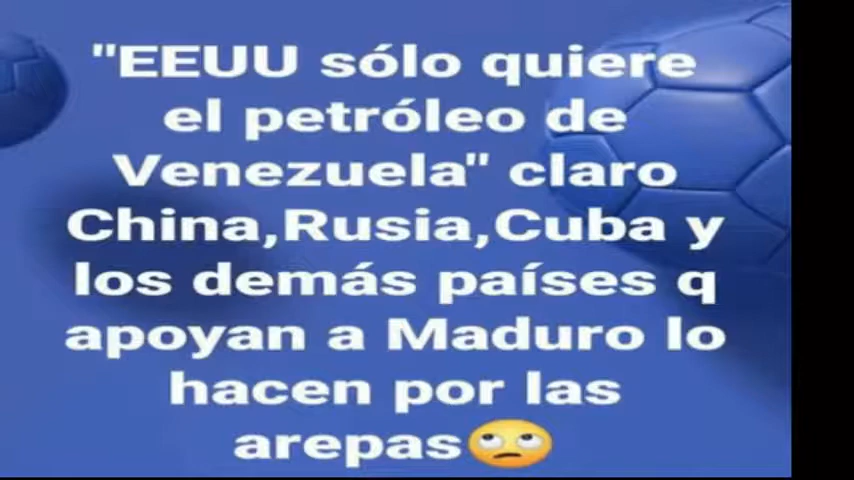 "EEUU sólo quiere
el petróleo de
Venezuela" claro
China,Rusia,Cuba y
los demás países q
apoyan a Maduro lo
hacen por las
arepas🙄